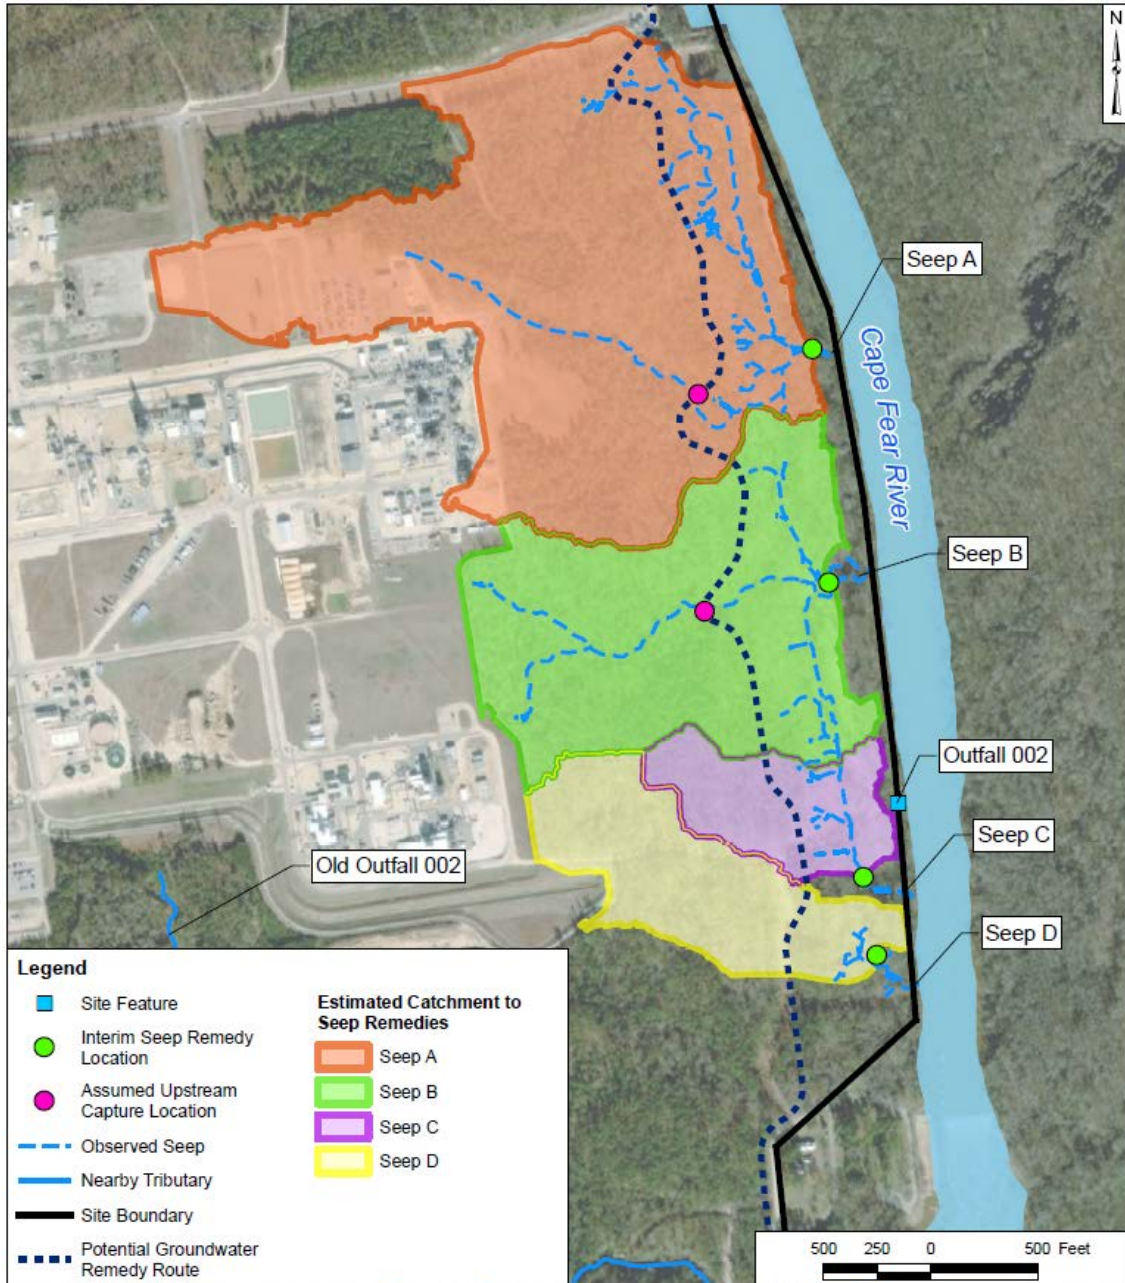 N
Seep A
Cape Fear River
Seep B
Outfall 002
Seep C
Old Outfall 002
Seep D
Legend
Site Feature
Interim Seep Remedy
Location
Assumed Upstream
Capture Location
Observed Seep
Nearby Tributary
Site Boundary
Potential Groundwater
Remedy Route
Estimated Catchment to
Seep Remedies
Seep A
Seep B
Seep C
Seep D
500 250 0 500 Feet